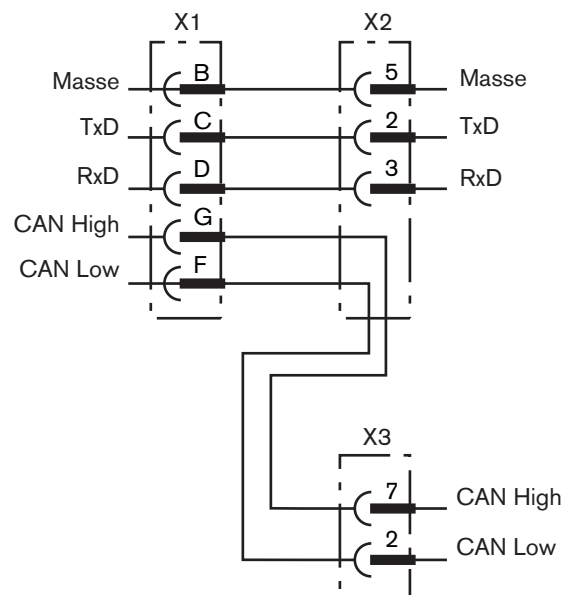 X1 X2
Masse B 5 Masse
TxD C 2 TxD
RxD D 3 RxD
CAN High G
CAN Low F
X3
7 CAN High
2 CAN Low